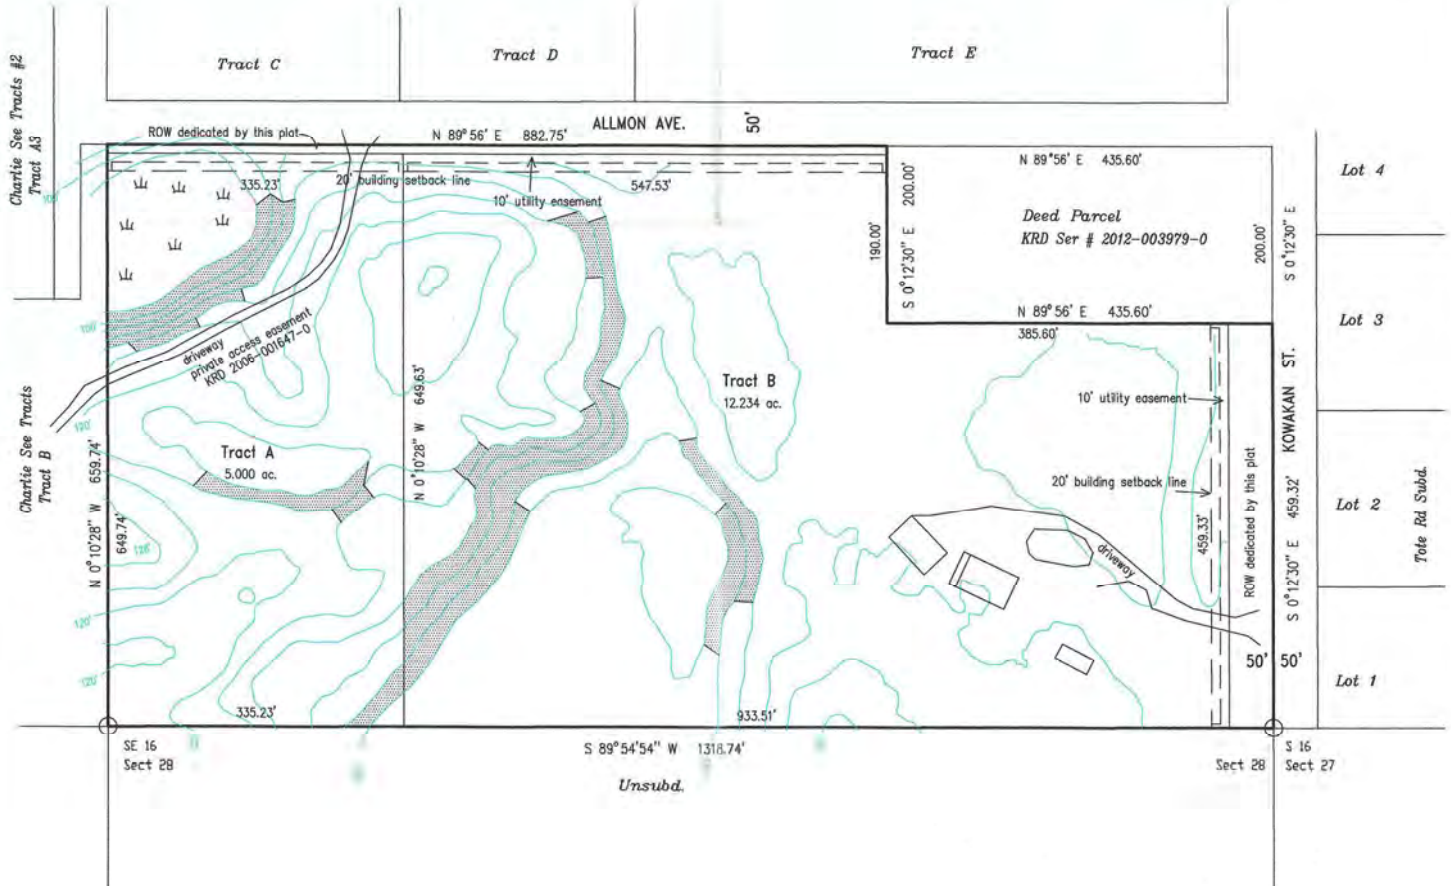 Tract C
Tract D
Tract E
Charlie See Tracts #2
Tract A3
ROW dedicated by this plat
N 89°56' E 882.75'
ALLMON AVE.
50'
335.23'
20' building setback line
10' utility easement
547.53'
190.00'
S 0°12'30" E 200.00'
N 89°56' E 435.60'
Deed Parcel
KRD Ser # 2012-003979-0
200.00'
S 0°12'30" E
Lot 4
N 89°56' E 435.60'
385.60'
Lot 3
100'
driveway
private access easement
KRD 2006-001647-0
Charlie See Tracts
Tract B
120'
Tract A
5.000 ac.
N 0°10'28" W 649.63'
Tract B
12.234 ac.
10' utility easement
20' building setback line
459.33'
ROW dedicated by this plat
S 0°12'30" E 459.32'
KOWAKAN ST.
Lot 2
Tote Rd Subd.
N 0°10'28" W 659.74'
649.74'
126'
driveway
120'
120'
50'
50'
Lot 1
335.23'
933.51'
SE 16
Sect 28
S 89°54'54" W 1318.74'
Unsubd.
Sect 28
S 16
Sect 27